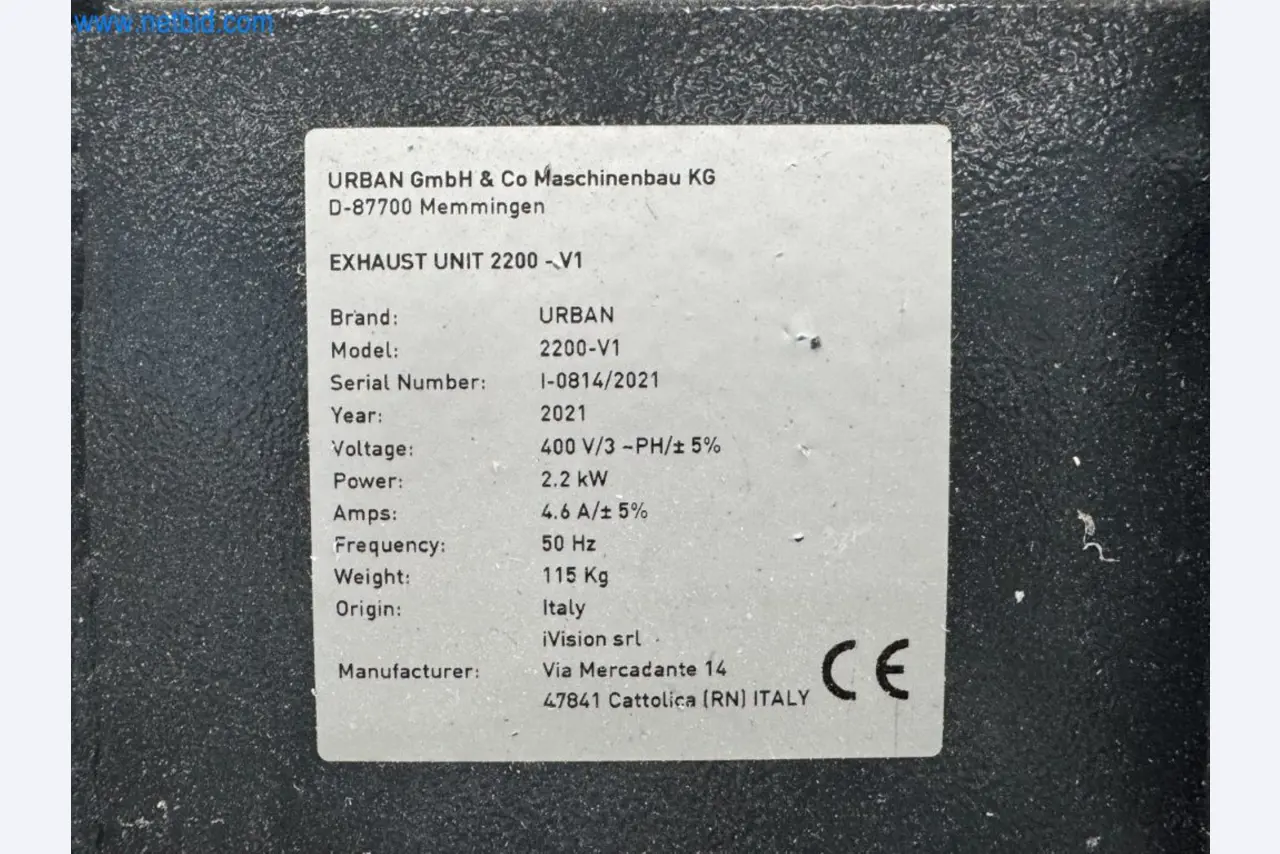 www.netbid.com
URBAN GmbH & Co Maschinenbau KG
D-87700 Memmingen
EXHAUST UNIT 2200 - V1
Brand: URBAN
Model: 2200-V1
Serial Number: I-0814/2021
Year: 2021
Voltage: 400 V/3 ~PH/± 5%
Power: 2.2 kW
Amps: 4.6 A/± 5%
Frequency: 50 Hz
Weight: 115 Kg
Origin: Italy
iVision srl
Manufacturer: Via Mercadante 14
47841 Cattolica (RN) ITALY
CE